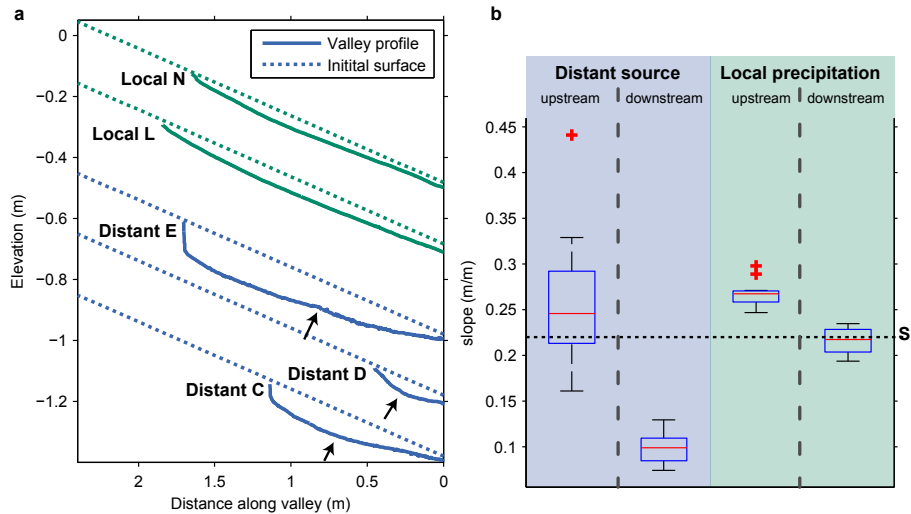 a
Valley profile
Initital surface
Local N
Local L
Distant E
Distant D
Distant C
0
−0.2
−0.4
−0.6
−0.8
−1
−1.2
Elevation (m)
2
1.5
1
0.5
0
Distance along valley (m)
b
Distant source
Local precipitation
upstream
downstream
upstream
downstream
0.45
0.4
0.35
0.3
0.25
0.2
0.15
0.1
slope (m/m)
S